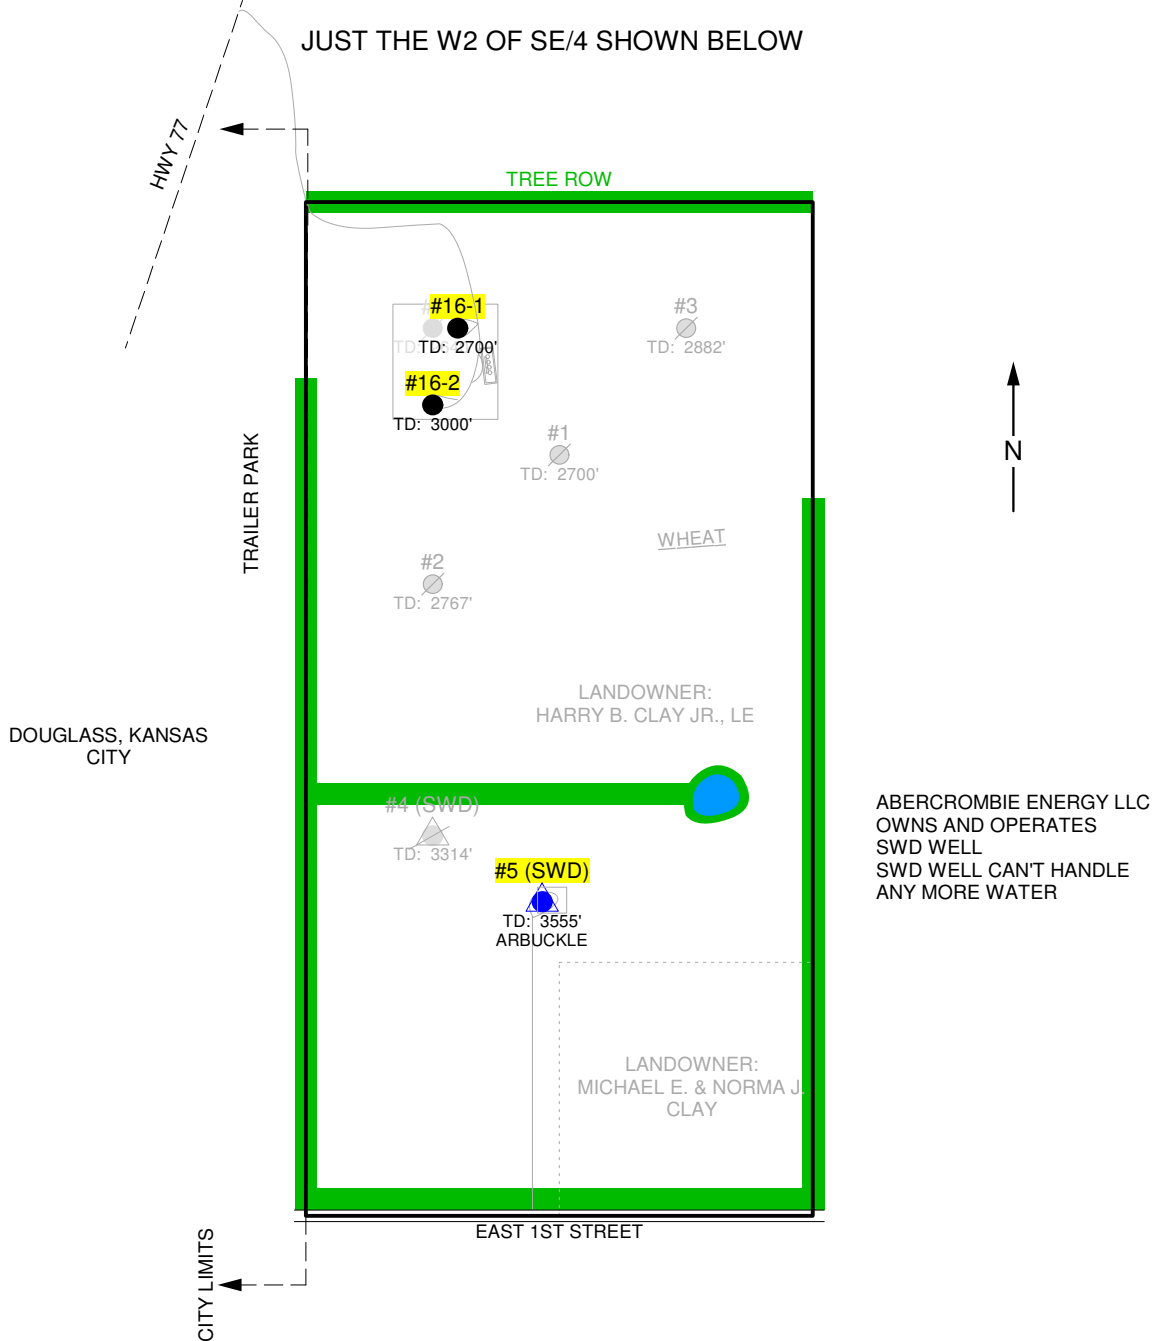 JUST THE W2 OF SE/4 SHOWN BELOW
HWY 77
TREE ROW
#16-1
TD: 2700'
#3
TD: 2882'
#16-2
TD: 3000'
#1
TD: 2700'
TRAILER PARK
N
WHEAT
#2
TD: 2767'
LANDOWNER:
HARRY B. CLAY JR., LE
DOUGLASS, KANSAS
CITY
#4 (SWD)
TD: 3314'
ABERCROMBIE ENERGY LLC
OWNS AND OPERATES
SWD WELL
SWD WELL CAN'T HANDLE
ANY MORE WATER
#5 (SWD)
TD: 3555'
ARBUCKLE
LANDOWNER:
MICHAEL E. & NORMA J.
CLAY
EAST 1ST STREET
CITY LIMITS